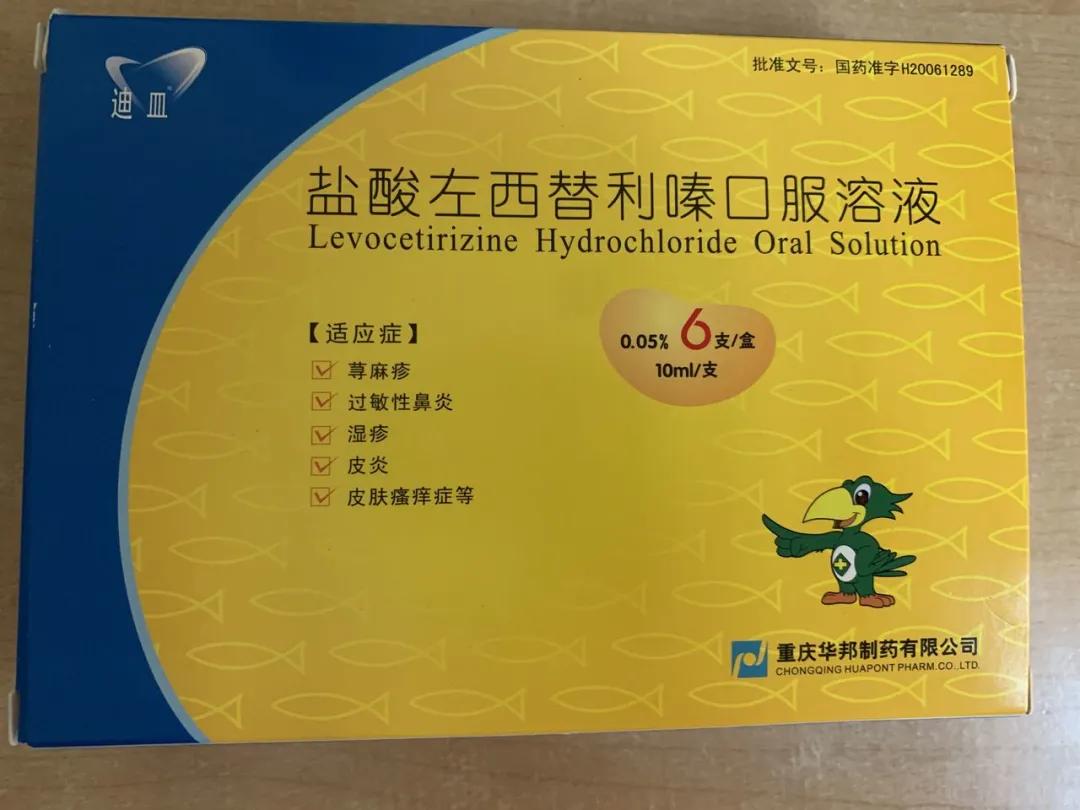 迪皿
批准文号：国药准字H20061289
盐酸左西替利嗪口服溶液
Levocetirizine Hydrochloride Oral Solution
【适应症】
荨麻疹
过敏性鼻炎
湿疹
皮炎
皮肤瘙痒症等
0.05% 6支/盒
10ml/支
重庆华邦制药有限公司
CHONGQING HUAPONT PHARM.CO.,LTD.